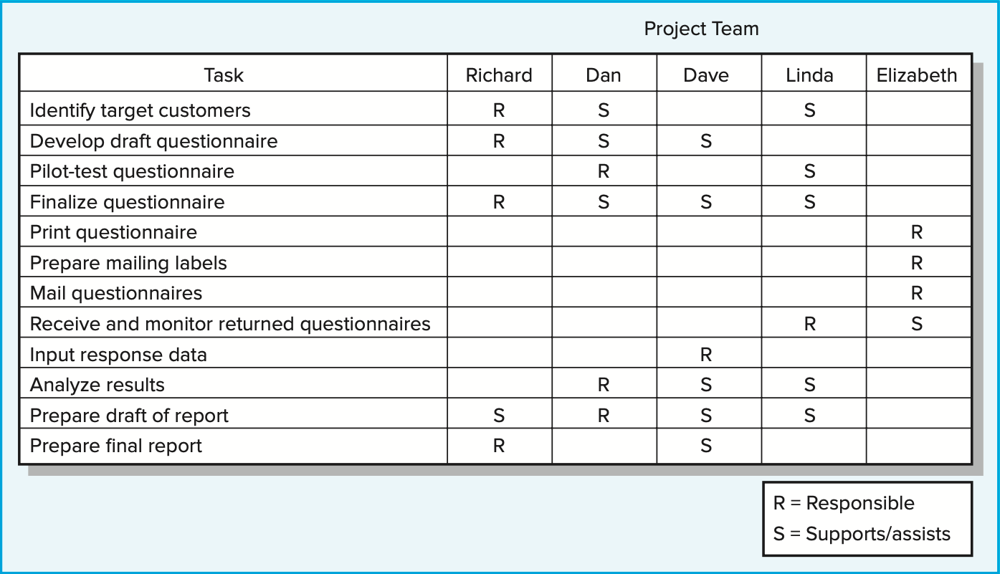 Project Team
Task Richard Dan Dave Linda Elizabeth
Identify target customers R S S
Develop draft questionnaire R S S
Pilot-test questionnaire R S
Finalize questionnaire R S S S
Print questionnaire R
Prepare mailing labels R
Mail questionnaires R
Receive and monitor returned questionnaires R S
Input response data R
Analyze results R S S
Prepare draft of report S R S S
Prepare final report R S
R = Responsible
S = Supports/assists